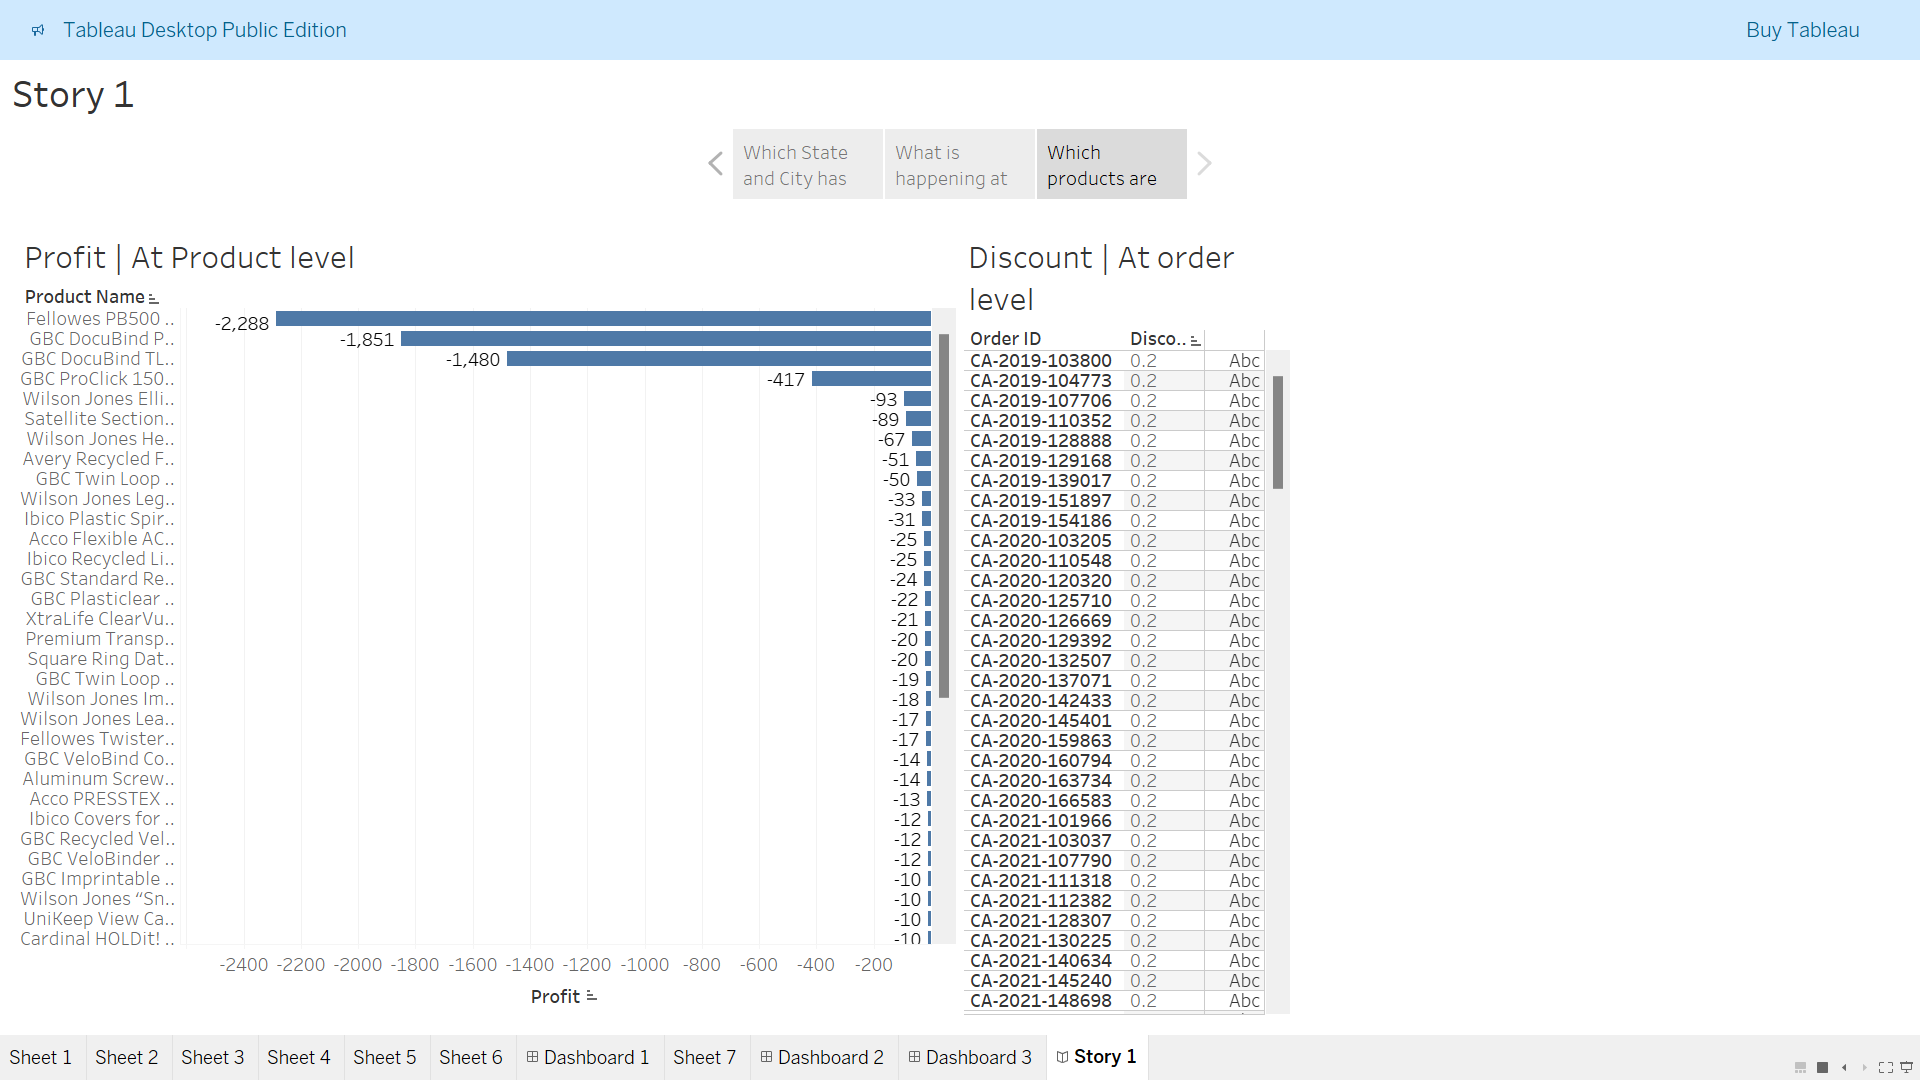 Tableau Desktop Public Edition
Buy Tableau
Story 1
Which State
and City has
What is
happening at
Which
products are
Profit | At Product level
Product Name
Fellowes PB500 .. -2,288
GBC DocuBind P.. -1,851
GBC DocuBind TL.. -1,480
GBC ProClick 150.. -417
Wilson Jones Elli.. -93
Satellite Section.. -89
Wilson Jones He.. -67
Avery Recycled F.. -51
GBC Twin Loop .. -50
Wilson Jones Leg.. -33
Ibico Plastic Spir.. -31
Acco Flexible AC.. -25
Ibico Recycled Li.. -25
GBC Standard Re.. -24
GBC Plasticlear .. -22
XtraLife ClearVu.. -21
Premium Transp.. -20
Square Ring Dat.. -20
GBC Twin Loop .. -19
Wilson Jones Im.. -18
Wilson Jones Lea.. -17
Fellowes Twister.. -17
GBC VeloBind Co.. -14
Aluminum Screw.. -14
Acco PRESSTEX .. -13
Ibico Covers for .. -12
GBC Recycled Vel.. -12
GBC VeloBinder .. -12
GBC Imprintable .. -10
Wilson Jones “Sn.. -10
UniKeep View Ca.. -10
Cardinal HOLDit! .. -10
-2400 -2200 -2000 -1800 -1600 -1400 -1200 -1000 -800 -600 -400 -200
Profit
Discount | At order
level
Order ID Disco..
CA-2019-103800 0.2 Abc
CA-2019-104773 0.2 Abc
CA-2019-107706 0.2 Abc
CA-2019-110352 0.2 Abc
CA-2019-128888 0.2 Abc
CA-2019-129168 0.2 Abc
CA-2019-139017 0.2 Abc
CA-2019-151897 0.2 Abc
CA-2019-154186 0.2 Abc
CA-2020-103205 0.2 Abc
CA-2020-110548 0.2 Abc
CA-2020-120320 0.2 Abc
CA-2020-125710 0.2 Abc
CA-2020-126669 0.2 Abc
CA-2020-129392 0.2 Abc
CA-2020-132507 0.2 Abc
CA-2020-137071 0.2 Abc
CA-2020-142433 0.2 Abc
CA-2020-145401 0.2 Abc
CA-2020-159863 0.2 Abc
CA-2020-160794 0.2 Abc
CA-2020-163734 0.2 Abc
CA-2020-166583 0.2 Abc
CA-2021-101966 0.2 Abc
CA-2021-103037 0.2 Abc
CA-2021-107790 0.2 Abc
CA-2021-111318 0.2 Abc
CA-2021-112382 0.2 Abc
CA-2021-128307 0.2 Abc
CA-2021-130225 0.2 Abc
CA-2021-140634 0.2 Abc
CA-2021-145240 0.2 Abc
CA-2021-148698 0.2 Abc
Sheet 1 Sheet 2 Sheet 3 Sheet 4 Sheet 5 Sheet 6 Dashboard 1 Sheet 7 Dashboard 2 Dashboard 3 Story 1